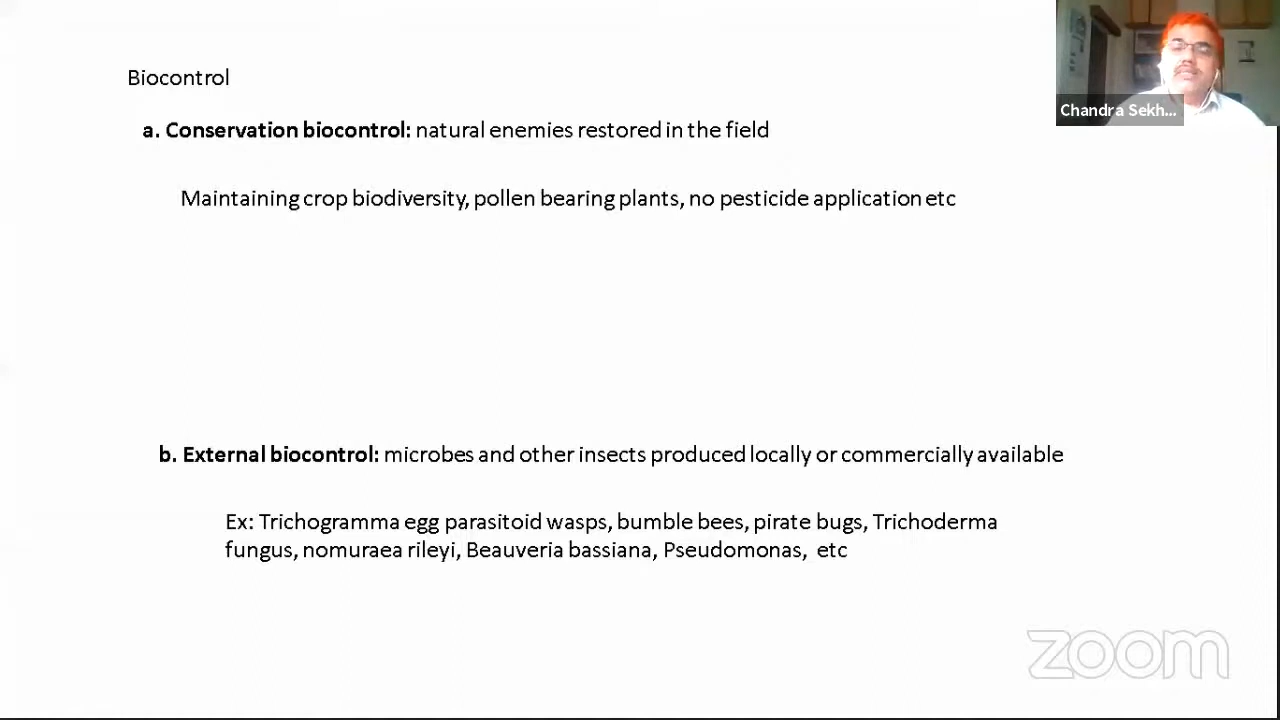 Biocontrol
a. Conservation biocontrol: natural enemies restored in the field
Maintaining crop biodiversity, pollen bearing plants, no pesticide application etc
b. External biocontrol: microbes and other insects produced locally or commercially available
Ex: Trichogramma egg parasitoid wasps, bumble bees, pirate bugs, Trichoderma
fungus, nomuraea rileyi, Beauveria bassiana, Pseudomonas, etc
Chandra Sekh...
zoom